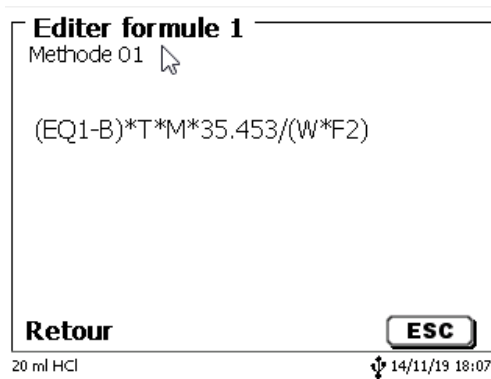 Editer formule 1
Methode 01
(EQ1-B)*T*M*35.453/(W*F2)
Retour ESC
20 ml HCl 14/11/19 18:07